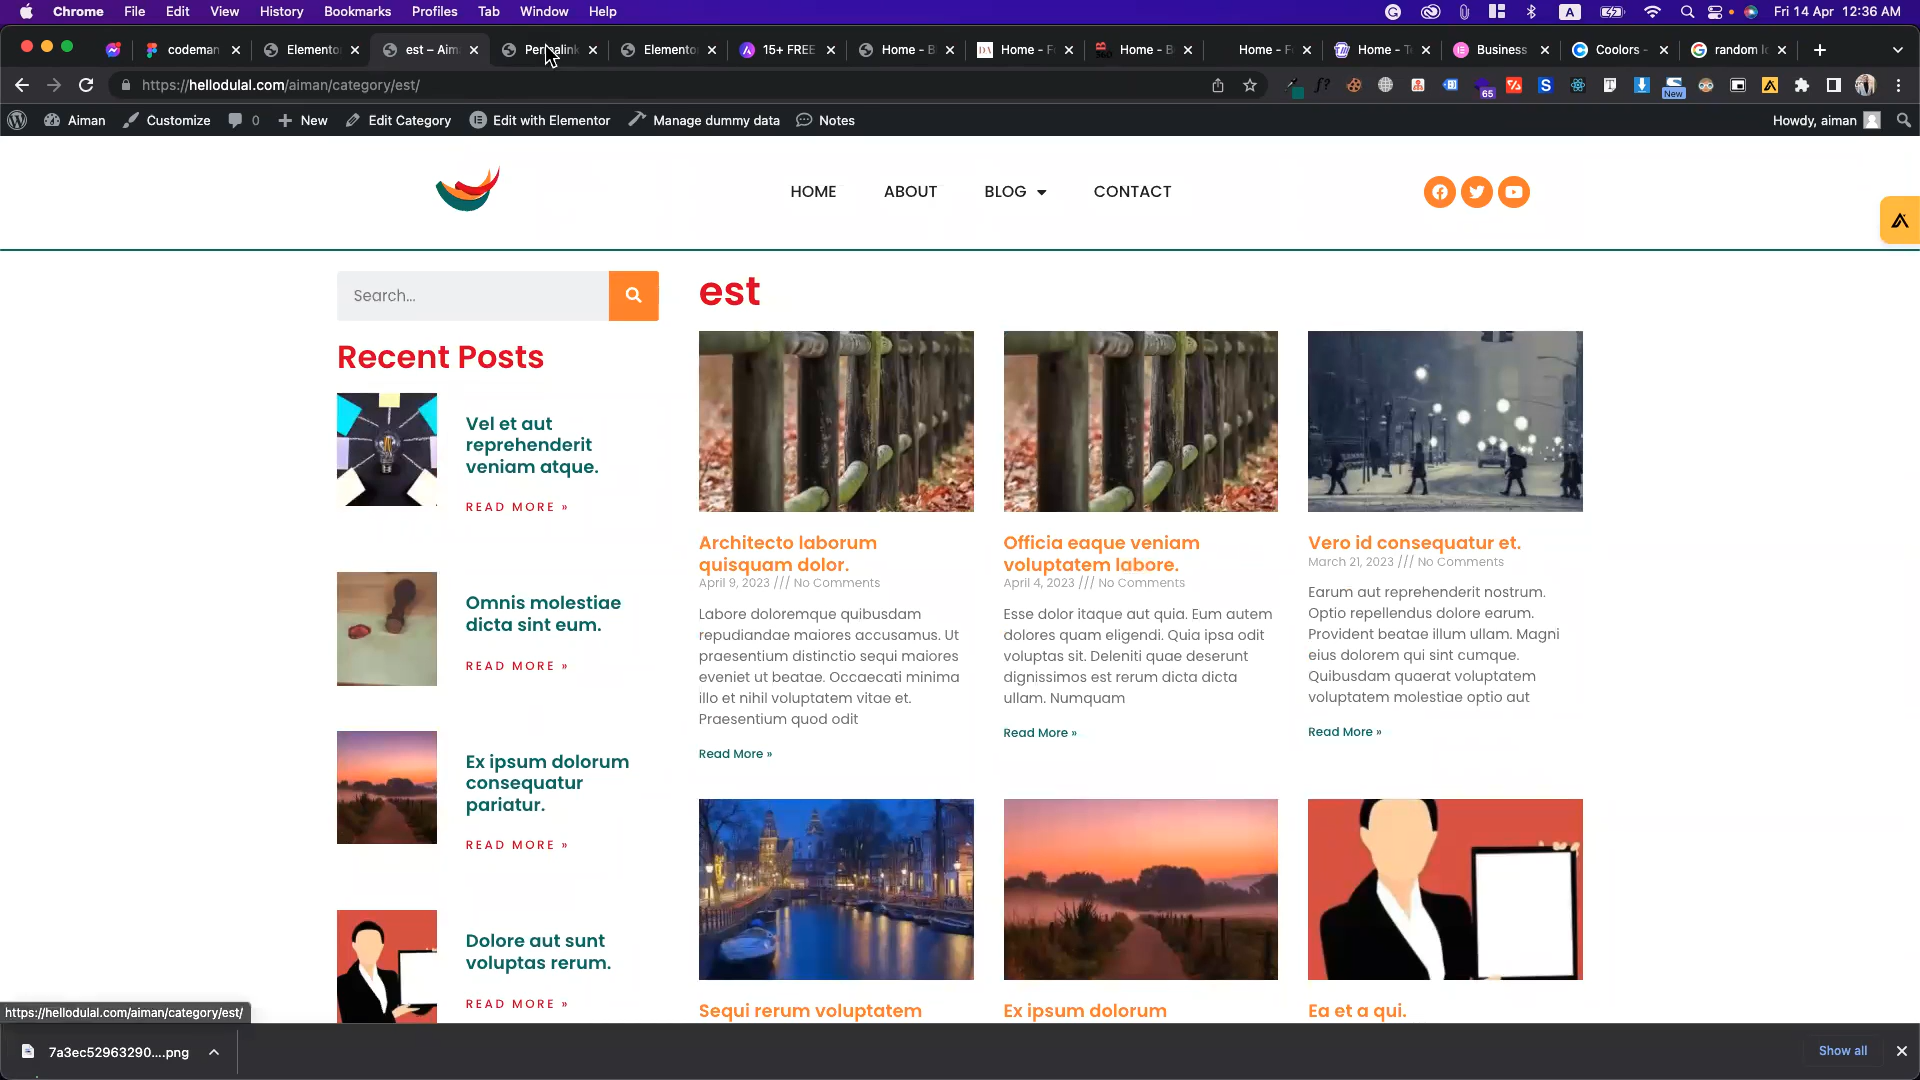 Chrome File Edit View History Bookmarks Profiles Tab Window Help A Fri 14 Apr 12:36 AM
codeman Elemento est – Aim Permalink Elemento 15+ FREE Home - B Home - F Home - B Home - F Home - T Business Coolors - random
https://hellodulal.com/aiman/category/est/
f? 65 S T New
Aiman Customize 0 New Edit Category Edit with Elementor Manage dummy data Notes Howdy, aiman
HOME ABOUT BLOG CONTACT
Search...
Recent Posts
Vel et aut
reprehenderit
veniam atque.
READ MORE »
Omnis molestiae
dicta sint eum.
READ MORE »
Ex ipsum dolorum
consequatur
pariatur.
READ MORE »
Dolore aut sunt
voluptas rerum.
READ MORE »
est
Architecto laborum
quisquam dolor.
April 9, 2023 /// No Comments
Labore doloremque quibusdam
repudiandae maiores accusamus. Ut
praesentium distinctio sequi maiores
eveniet ut beatae. Occaecati minima
illo et nihil voluptatem vitae et.
Praesentium quod odit
Read More »
Officia eaque veniam
voluptatem labore.
April 4, 2023 /// No Comments
Esse dolor itaque aut quia. Eum autem
dolores quam eligendi. Quia ipsa odit
voluptas sit. Deleniti quae deserunt
dignissimos est rerum dicta dicta
ullam. Numquam
Read More »
Vero id consequatur et.
March 21, 2023 /// No Comments
Earum aut reprehenderit nostrum.
Optio repellendus dolore earum.
Provident beatae illum ullam. Magni
eius dolorem qui sint cumque.
Quibusdam quaerat voluptatem
voluptatem molestiae optio aut
Read More »
Sequi rerum voluptatem
Ex ipsum dolorum
Ea et a qui.
https://hellodulal.com/aiman/category/est/
7a3ec52963290....png
Show all